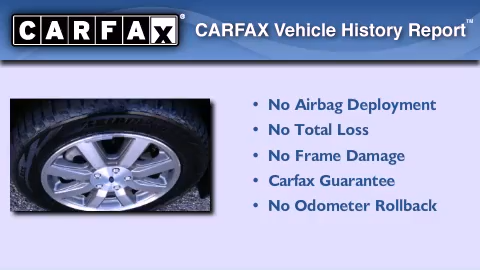 CARFAX®
CARFAX Vehicle History Report™
• No Airbag Deployment
• No Total Loss
• No Frame Damage
• Carfax Guarantee
• No Odometer Rollback